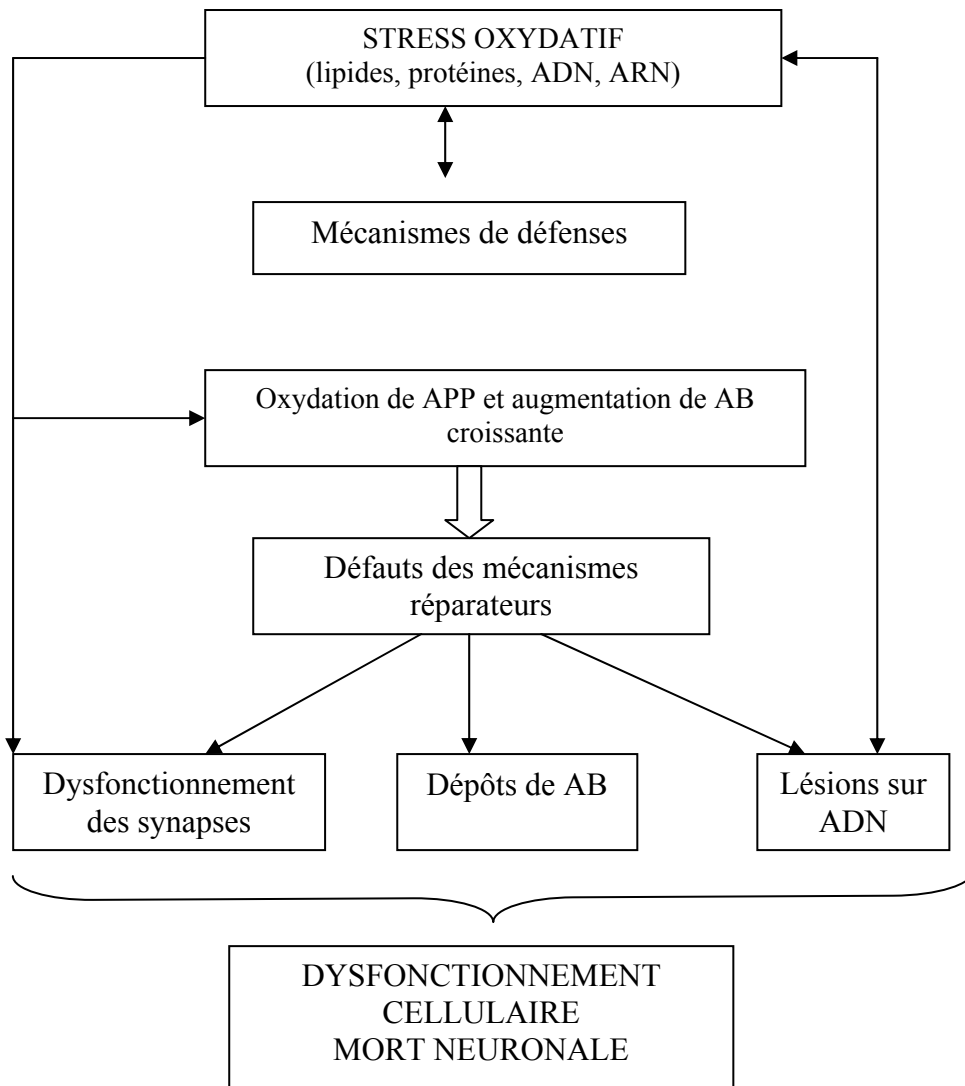 STRESS OXYDATIF
(lipides, protéines, ADN, ARN)
Mécanismes de défenses
Oxydation de APP et augmentation de AB
croissante
Défauts des mécanismes
réparateurs
Dysfonctionnement
des synapses
Dépôts de AB
Lésions sur
ADN
DYSFONCTIONNEMENT
CELLULAIRE
MORT NEURONALE